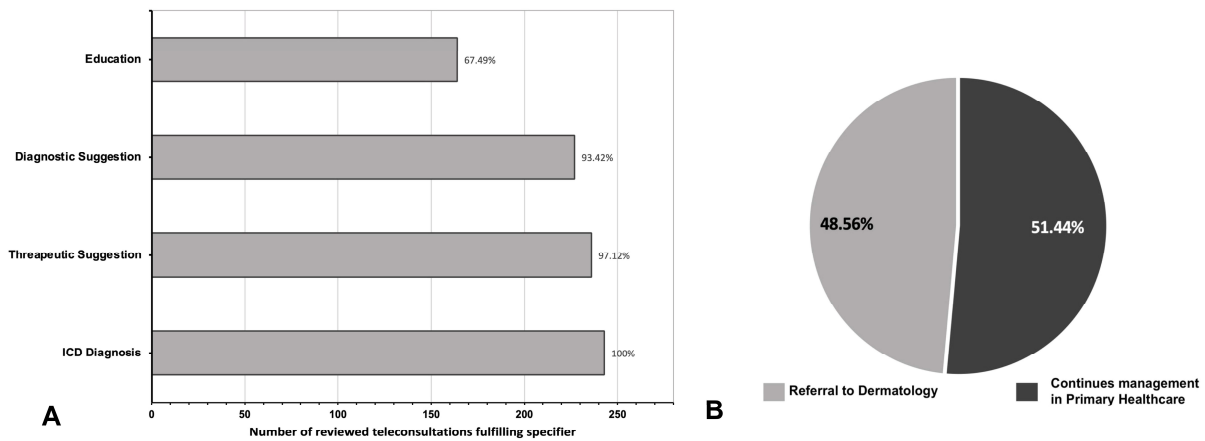 Education
67.49%
Diagnostic Suggestion
93.42%
Threapeutic Suggestion
97.12%
ICD Diagnosis
100%
0 50 100 150 200 250
Number of reviewed teleconsultations fulfilling specifier
A
48.56%
51.44%
Referral to Dermatology
Continues management
in Primary Healthcare
B